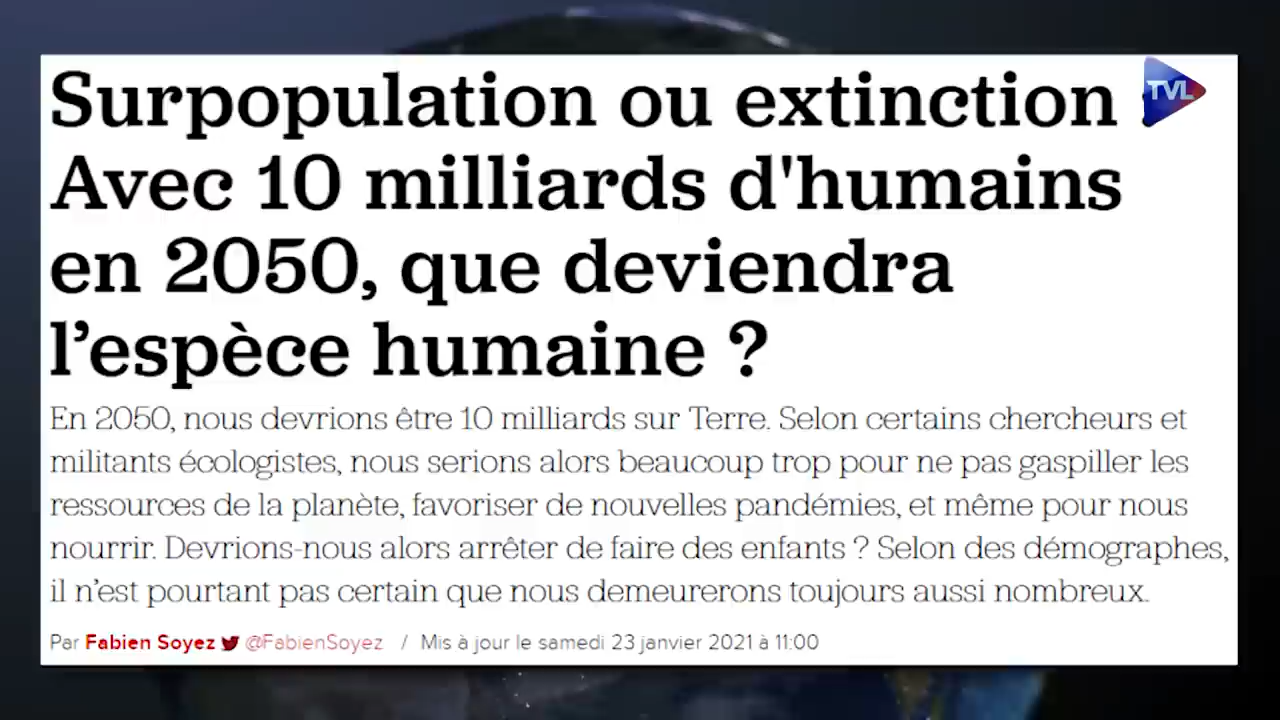 Surpopulation ou extinction
TVL
Avec 10 milliards d'humains
en 2050, que deviendra
l’espèce humaine ?
En 2050, nous devrions être 10 milliards sur Terre. Selon certains chercheurs et
militants écologistes, nous serions alors beaucoup trop pour ne pas gaspiller les
ressources de la planète, favoriser de nouvelles pandémies, et même pour nous
nourrir. Devrions-nous alors arrêter de faire des enfants ? Selon des démographes,
il n’est pourtant pas certain que nous demeurerons toujours aussi nombreux.
Par Fabien Soyez @FabienSoyez / Mis à jour le samedi 23 janvier 2021 à 11:00